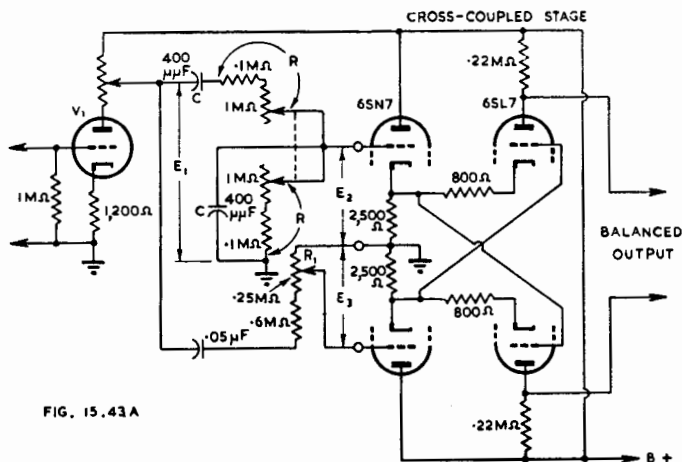 CROSS-COUPLED STAGE
400
μμF
C
·1MΩ
R
1MΩ
V1
E1
6SN7
·22MΩ
6SL7
1MΩ
1,200Ω
1MΩ
400
μμF
C
R
·1MΩ
E2
2,500
Ω
800Ω
BALANCED
OUTPUT
R1
·25MΩ
·6MΩ
E3
2,500
Ω
800Ω
·05μF
FIG. 15.43A
·22MΩ
B +